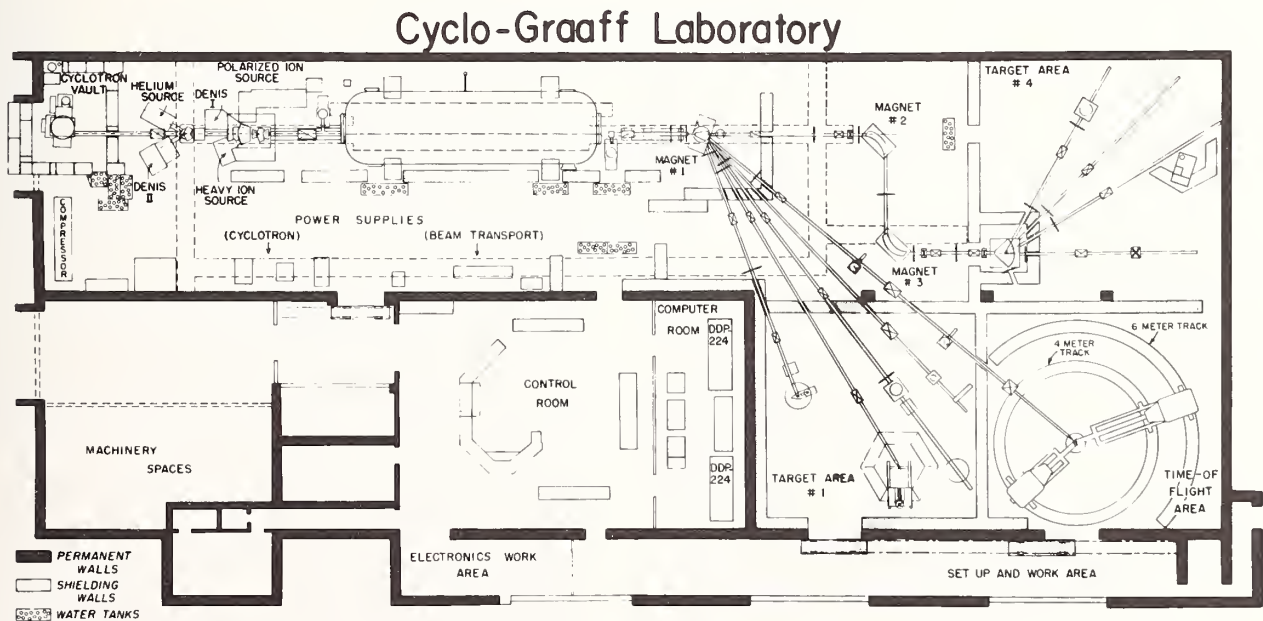 Cyclo-Graaff Laboratory
CYCLOTRON
VAULT
HELIUM
SOURCE
DENIS
I
POLARIZED ION
SOURCE
DENIS
II
HEAVY ION
SOURCE
COMPRESSOR
POWER SUPPLIES
(CYCLOTRON)
(BEAM TRANSPORT)
MAGNET
#1
MAGNET
#2
MAGNET
#3
TARGET AREA
#4
MACHINERY
SPACES
CONTROL
ROOM
COMPUTER
ROOM
DDP-
224
DDP-
224
TARGET AREA
#1
4 METER
TRACK
6 METER TRACK
TIME-OF
FLIGHT
AREA
ELECTRONICS WORK
AREA
SET UP AND WORK AREA
PERMANENT
WALLS
SHIELDING
WALLS
WATER TANKS